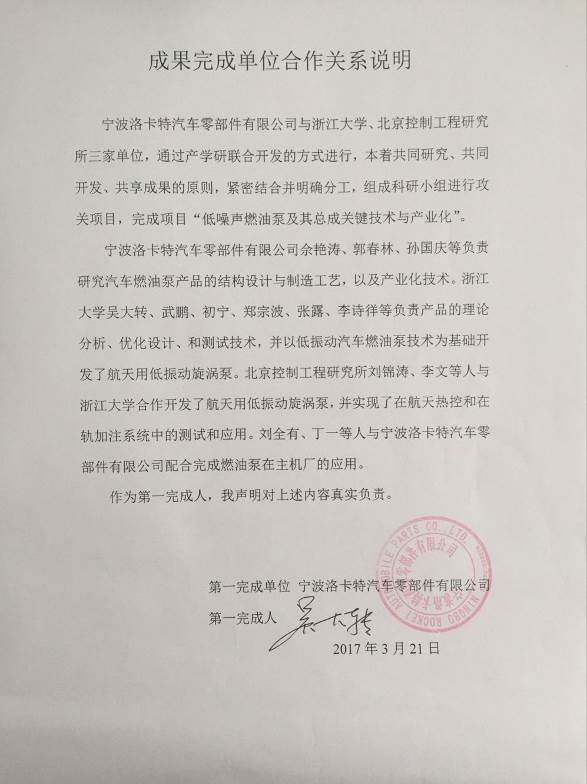 成果完成单位合作关系说明
宁波洛卡特汽车零部件有限公司与浙江大学、北京控制工程研究
所三家单位，通过产学研联合开发的方式进行，本着共同研究、共同
开发、共享成果的原则，紧密结合并明确分工，组成科研小组进行攻
关项目，完成项目“低噪声燃油泵及其总成关键技术与产业化”。
宁波洛卡特汽车零部件有限公司余艳涛、郭春林、孙国庆等负责
研究汽车燃油泵产品的结构设计与制造工艺，以及产业化技术。浙江
大学吴大转、武鹏、初宁、郑宗波、张露、李诗徉等负责产品的理论
分析、优化设计、和测试技术，并以低振动汽车燃油泵技术为基础开
发了航天用低振动旋涡泵。北京控制工程研究所刘锦涛、李文等人与
浙江大学合作开发了航天用低振动旋涡泵，并实现了在航天热控和在
轨加注系统中的测试和应用。刘全有、丁一等人与宁波洛卡特汽车零
部件有限公司配合完成燃油泵在主机厂的应用。
作为第一完成人，我声明对上述内容真实负责。
NINGBO ROCKET AUTOMOBILE PARTS CO.,LTD.
宁波洛卡特汽车零部件有限公司
第一完成单位 宁波洛卡特汽车零部件有限公司
第一完成人 吴大转
2017 年 3 月 21 日